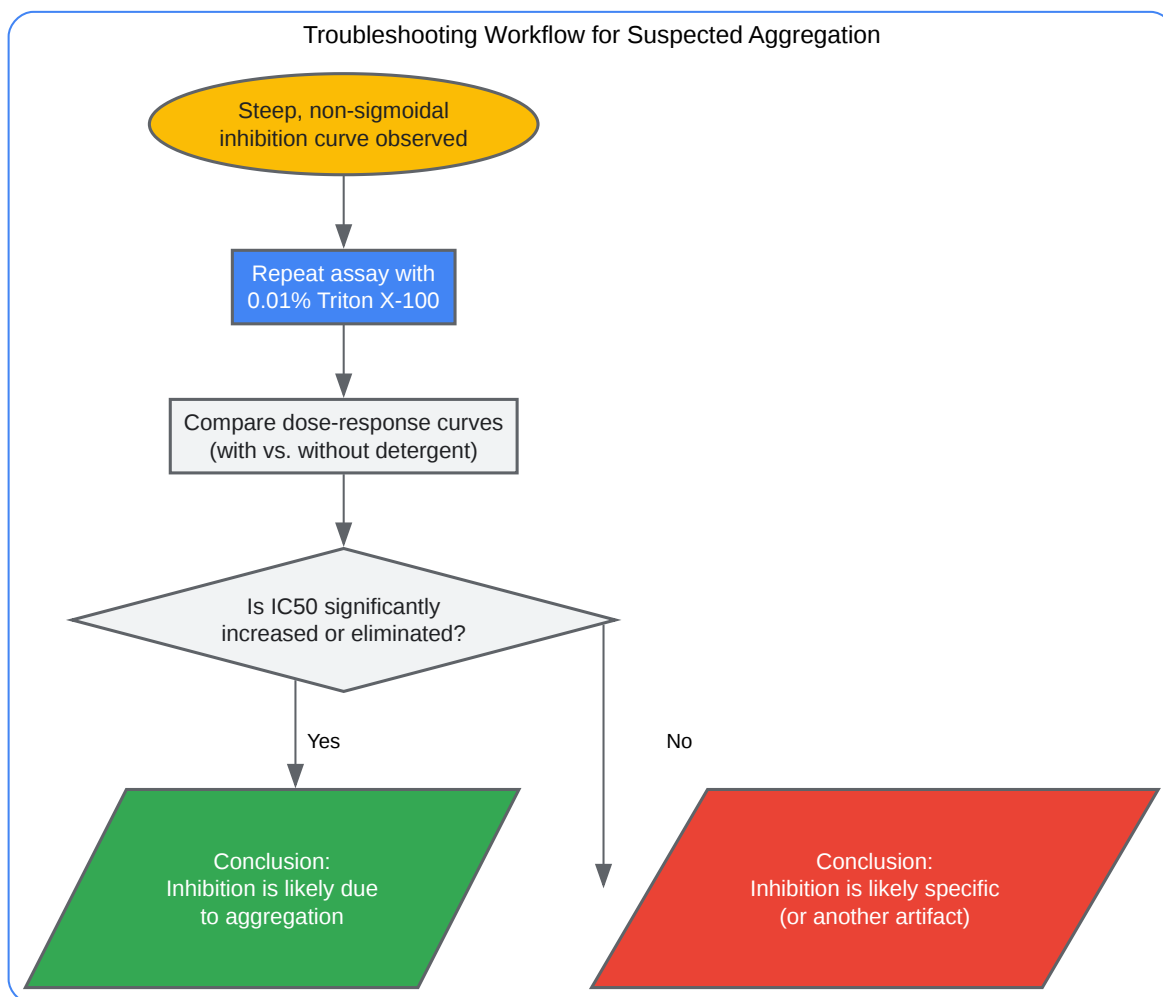 Troubleshooting Workflow for Suspected Aggregation
Steep, non-sigmoidal
inhibition curve observed
Repeat assay with
0.01% Triton X-100
Compare dose-response curves
(with vs. without detergent)
Is IC50 significantly
increased or eliminated?
Yes
No
Conclusion:
Inhibition is likely due
to aggregation
Conclusion:
Inhibition is likely specific
(or another artifact)